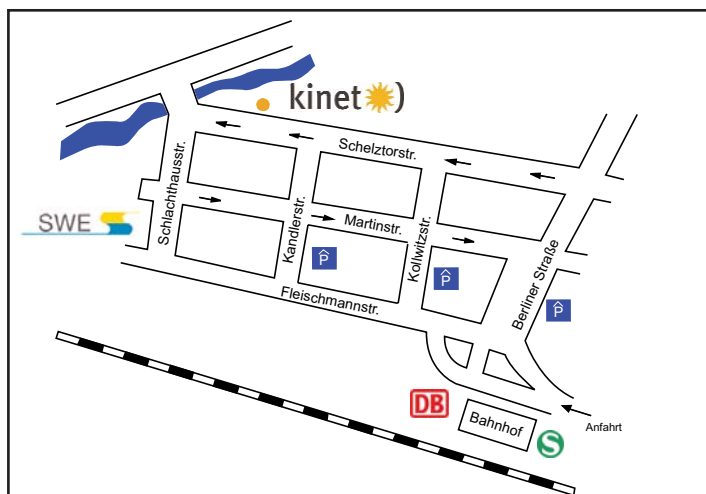 kinet
)
Schelztorstr.
Schlachthausstr.
SWE
Martinstr.
Kandlerstr.
Kollwitzstr.
Berliner Straße
P
P
P
Fleischmannstr.
DB
Bahnhof
S
Anfahrt